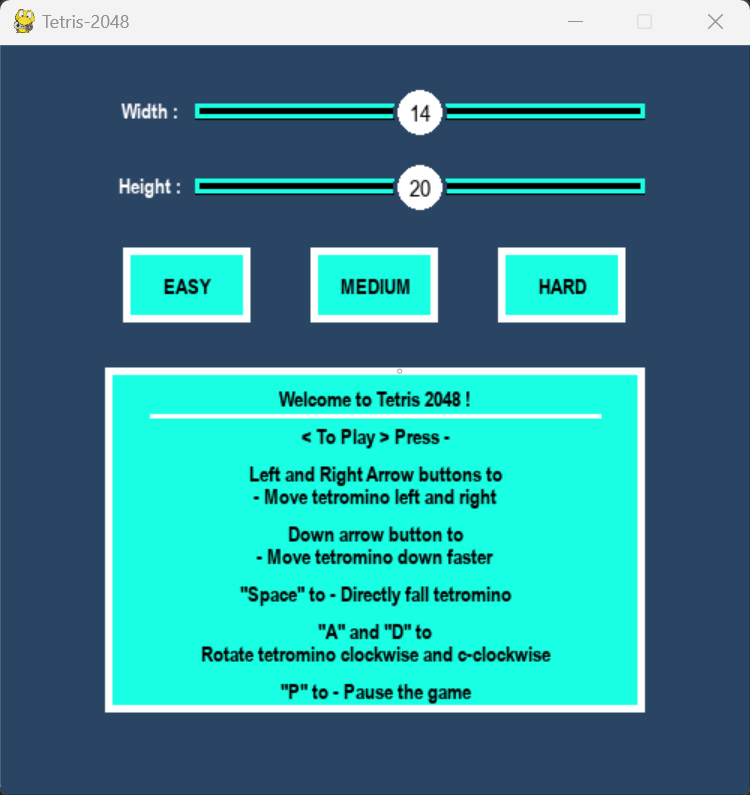 Tetris-2048
Width : 14
Height : 20
EASY MEDIUM HARD
Welcome to Tetris 2048 !
< To Play > Press -
Left and Right Arrow buttons to
- Move tetromino left and right
Down arrow button to
- Move tetromino down faster
"Space" to - Directly fall tetromino
"A" and "D" to
Rotate tetromino clockwise and c-clockwise
"P" to - Pause the game